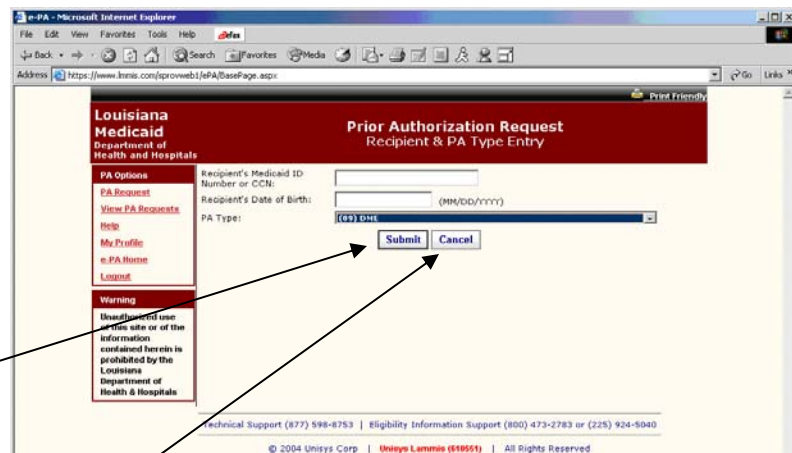 e-PA - Microsoft Internet Explorer
File Edit View Favorites Tools Help
Back Search Favorites Media
Address https://www.lmmis.com/sprovweb1/ePA/BasePage.aspx Go Links
Print Friendly
Louisiana
Medicaid
Department of
Health and Hospitals
Prior Authorization Request
Recipient & PA Type Entry
PA Options
PA Request
View PA Requests
Help
My Profile
e-PA Home
Logout
Recipient's Medicaid ID
Number or CCN:
Recipient's Date of Birth: (MM/DD/YYYY)
PA Type: (09) DME
Submit Cancel
Warning
Unauthorized use
of this site or of the
information
contained herein is
prohibited by the
Louisiana
Department of
Health & Hospitals
Technical Support (877) 598-8753 | Eligibility Information Support (800) 473-2783 or (225) 924-5040
© 2004 Unisys Corp | Unisys Lammis (610551) | All Rights Reserved